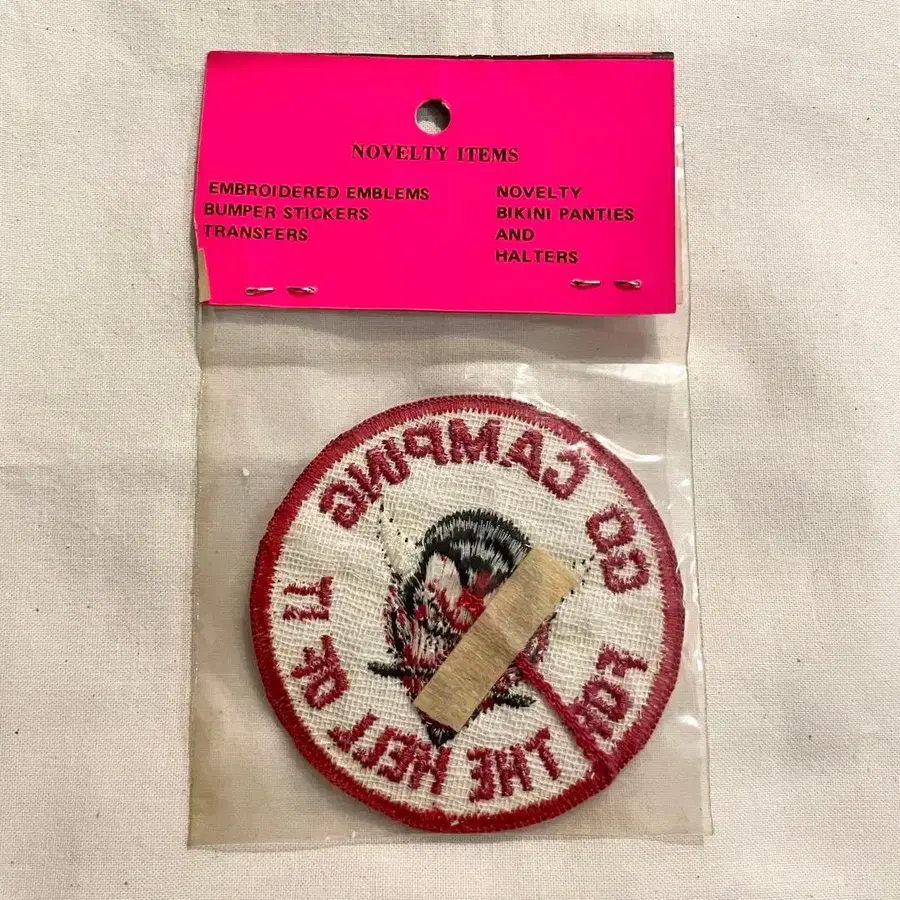 NOVELTY ITEMS
EMBROIDERED EMBLEMS
BUMPER STICKERS
TRANSFERS
NOVELTY
BIKINI PANTIES
AND
HALTERS
GO CAMPING
FOR THE HELL OF IT